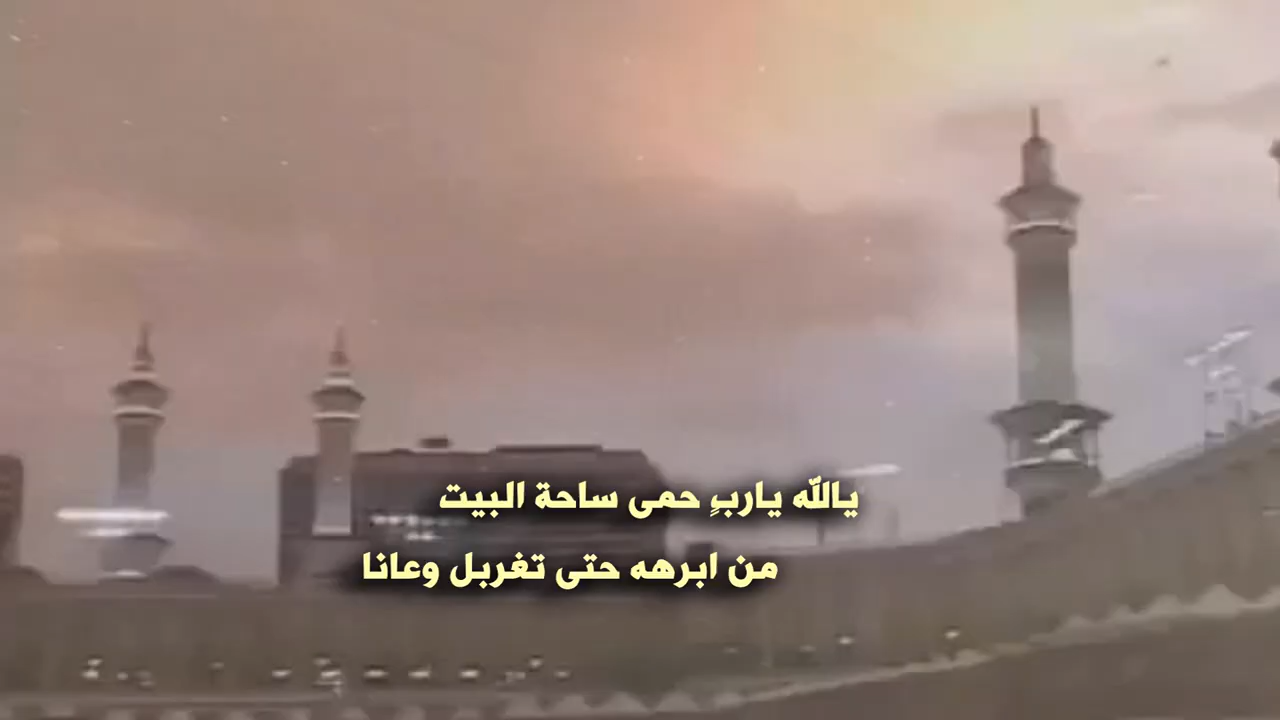 يالله ياربٍ حمى ساحة البيت
من ابرهه حتى تغربل وعانا